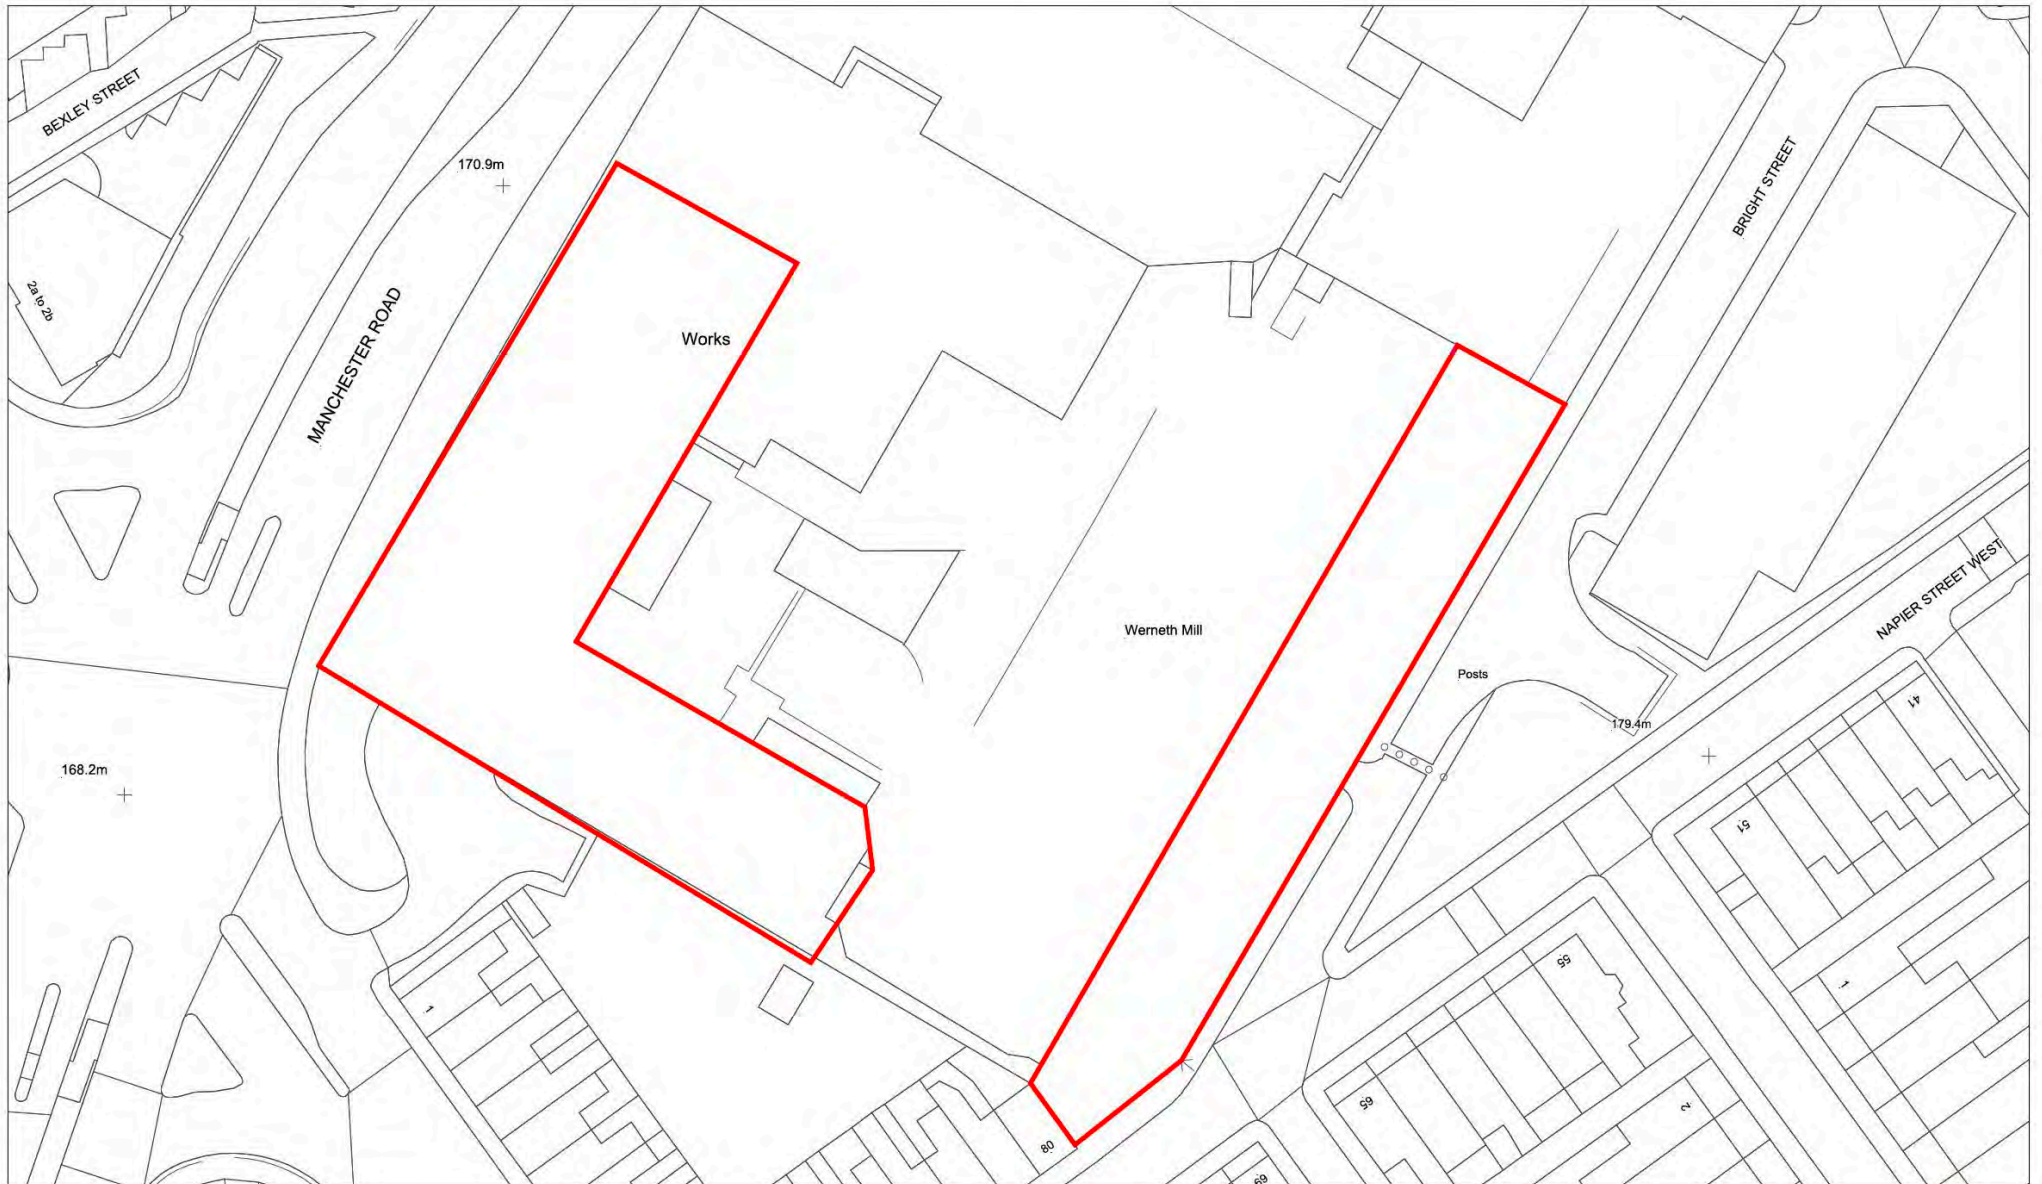 BEXLEY STREET
170.9m
BRIGHT STREET
2a to 2b
MANCHESTER ROAD
Works
NAPIER STREET WEST
Werneth Mill
Posts
41
179.4m
168.2m
51
55
1
1
65
2
80
69